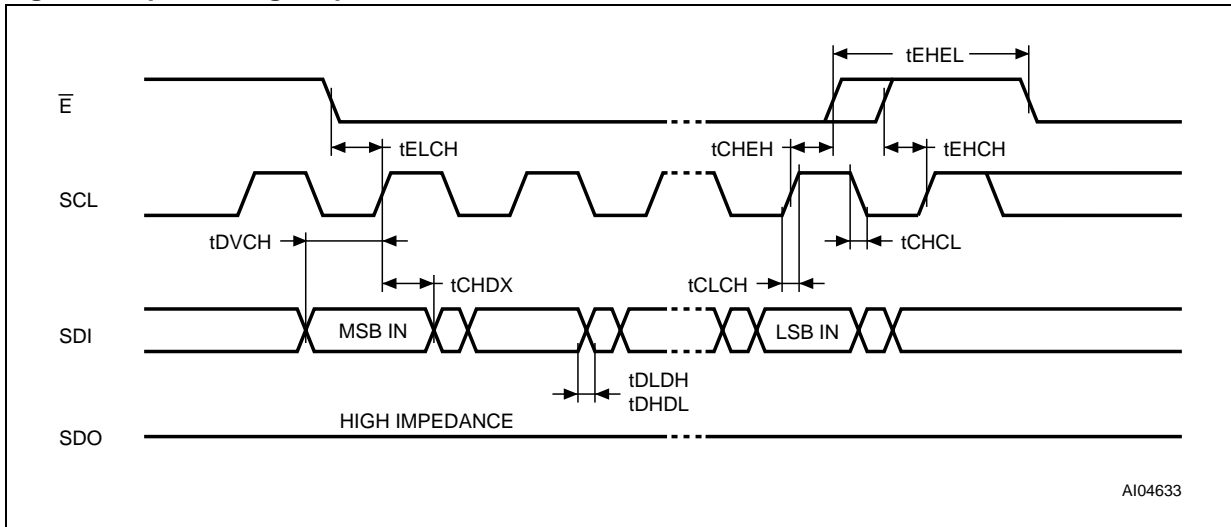 tEHEL
E
tELCH
tCHEH
tEHCH
SCL
tDVCH
tCHCL
tCHDX
tCLCH
SDI
MSB IN
LSB IN
tDLDH
tDHDL
HIGH IMPEDANCE
SDO
AI04633